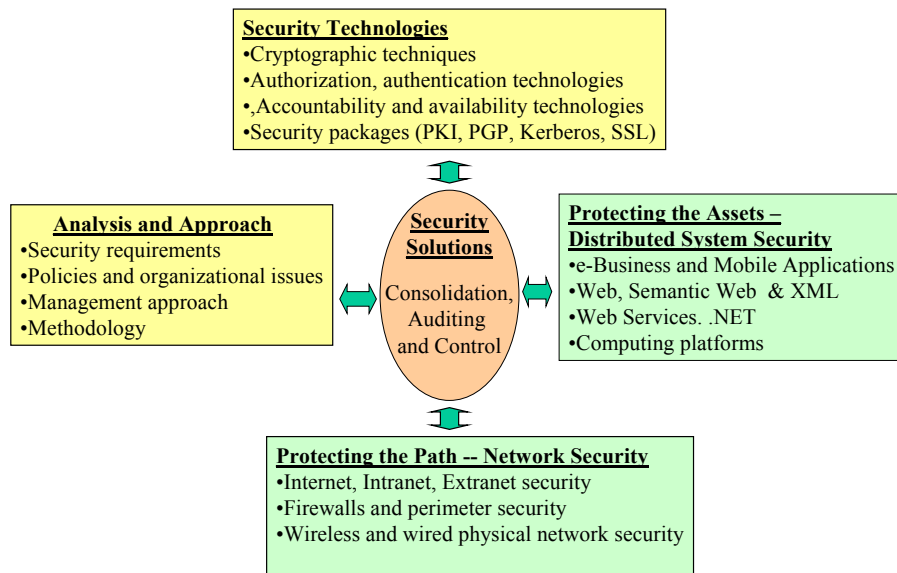 Security Technologies
•Cryptographic techniques
•Authorization, authentication technologies
•,Accountability and availability technologies
•Security packages (PKI, PGP, Kerberos, SSL)
Analysis and Approach
•Security requirements
•Policies and organizational issues
•Management approach
•Methodology
Security
Solutions
Consolidation,
Auditing
and Control
Protecting the Assets –
Distributed System Security
•e-Business and Mobile Applications
•Web, Semantic Web & XML
•Web Services. .NET
•Computing platforms
Protecting the Path -- Network Security
•Internet, Intranet, Extranet security
•Firewalls and perimeter security
•Wireless and wired physical network security